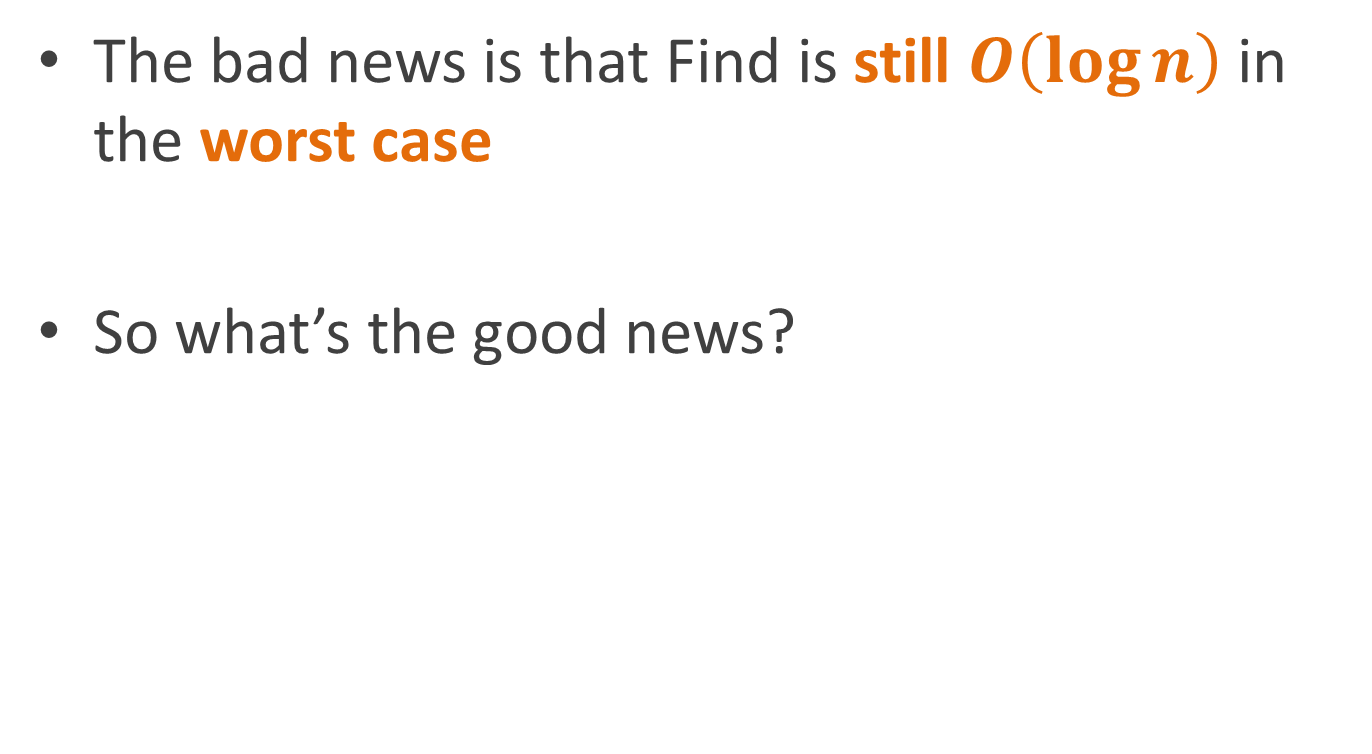 • The bad news is that Find is still O(log n) in
the worst case
• So what’s the good news?